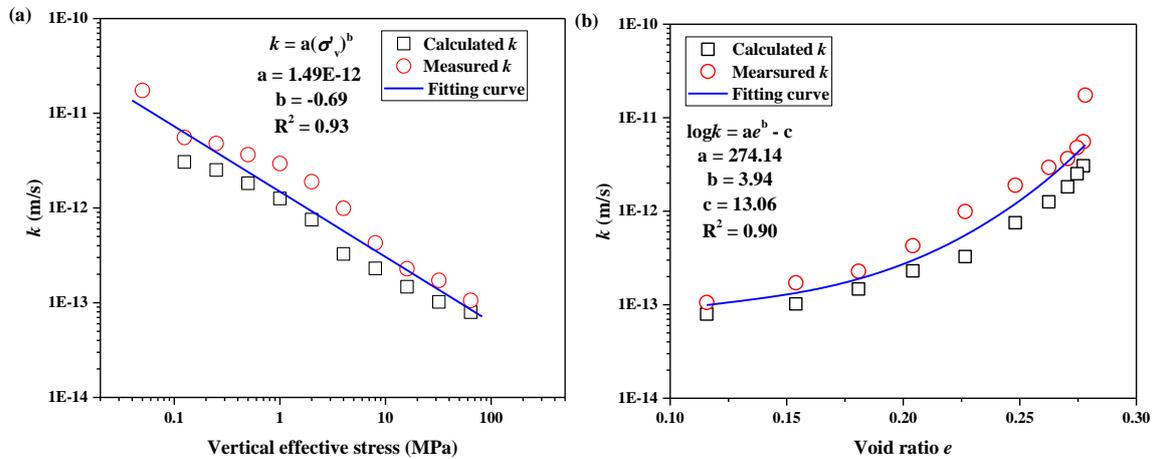 (a)
1E-10
1E-11
1E-12
1E-13
1E-14
k (m/s)
k = a(σ'v)^b
a = 1.49E-12
b = -0.69
R² = 0.93
Calculated k
Measured k
Fitting curve
0.1 1 10 100
Vertical effective stress (MPa)
(b)
1E-10
1E-11
1E-12
1E-13
1E-14
k (m/s)
Calculated k
Mearsured k
Fitting curve
logk = ae^b - c
a = 274.14
b = 3.94
c = 13.06
R² = 0.90
0.10 0.15 0.20 0.25 0.30
Void ratio e